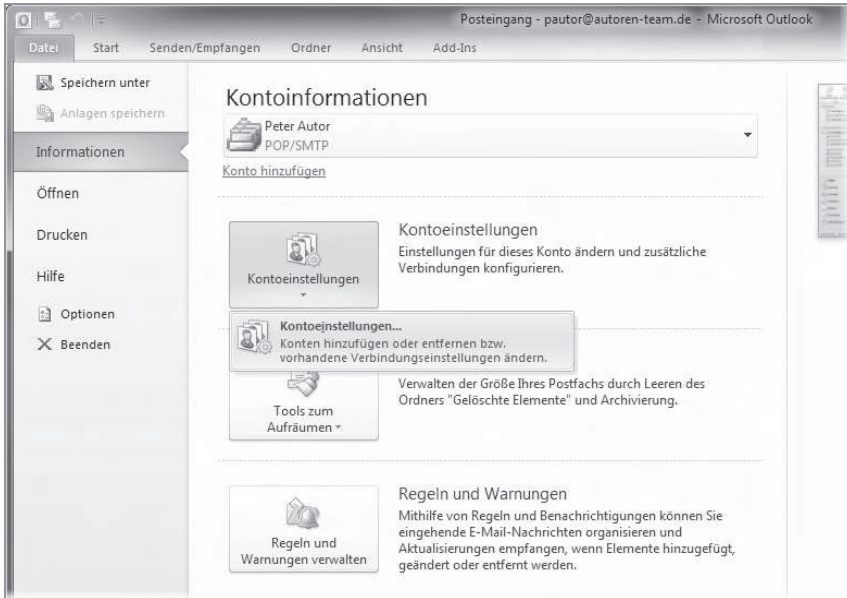 Posteingang - pautor@autoren-team.de - Microsoft Outlook
Datei Start Senden/Empfangen Ordner Ansicht Add-Ins
Speichern unter
Anlagen speichern
Informationen
Öffnen
Drucken
Hilfe
Optionen
Beenden
Kontoinformationen
Peter Autor
POP/SMTP
Konto hinzufügen
Kontoeinstellungen
Kontoeinstellungen
Einstellungen für dieses Konto ändern und zusätzliche
Verbindungen konfigurieren.
Kontoeinstellungen...
Konten hinzufügen oder entfernen bzw.
vorhandene Verbindungseinstellungen ändern.
Tools zum
Aufräumen
Verwalten der Größe Ihres Postfachs durch Leeren des
Ordners "Gelöschte Elemente" und Archivierung.
Regeln und
Warnungen verwalten
Regeln und Warnungen
Mithilfe von Regeln und Benachrichtigungen können Sie
eingehende E-Mail-Nachrichten organisieren und
Aktualisierungen empfangen, wenn Elemente hinzugefügt,
geändert oder entfernt werden.